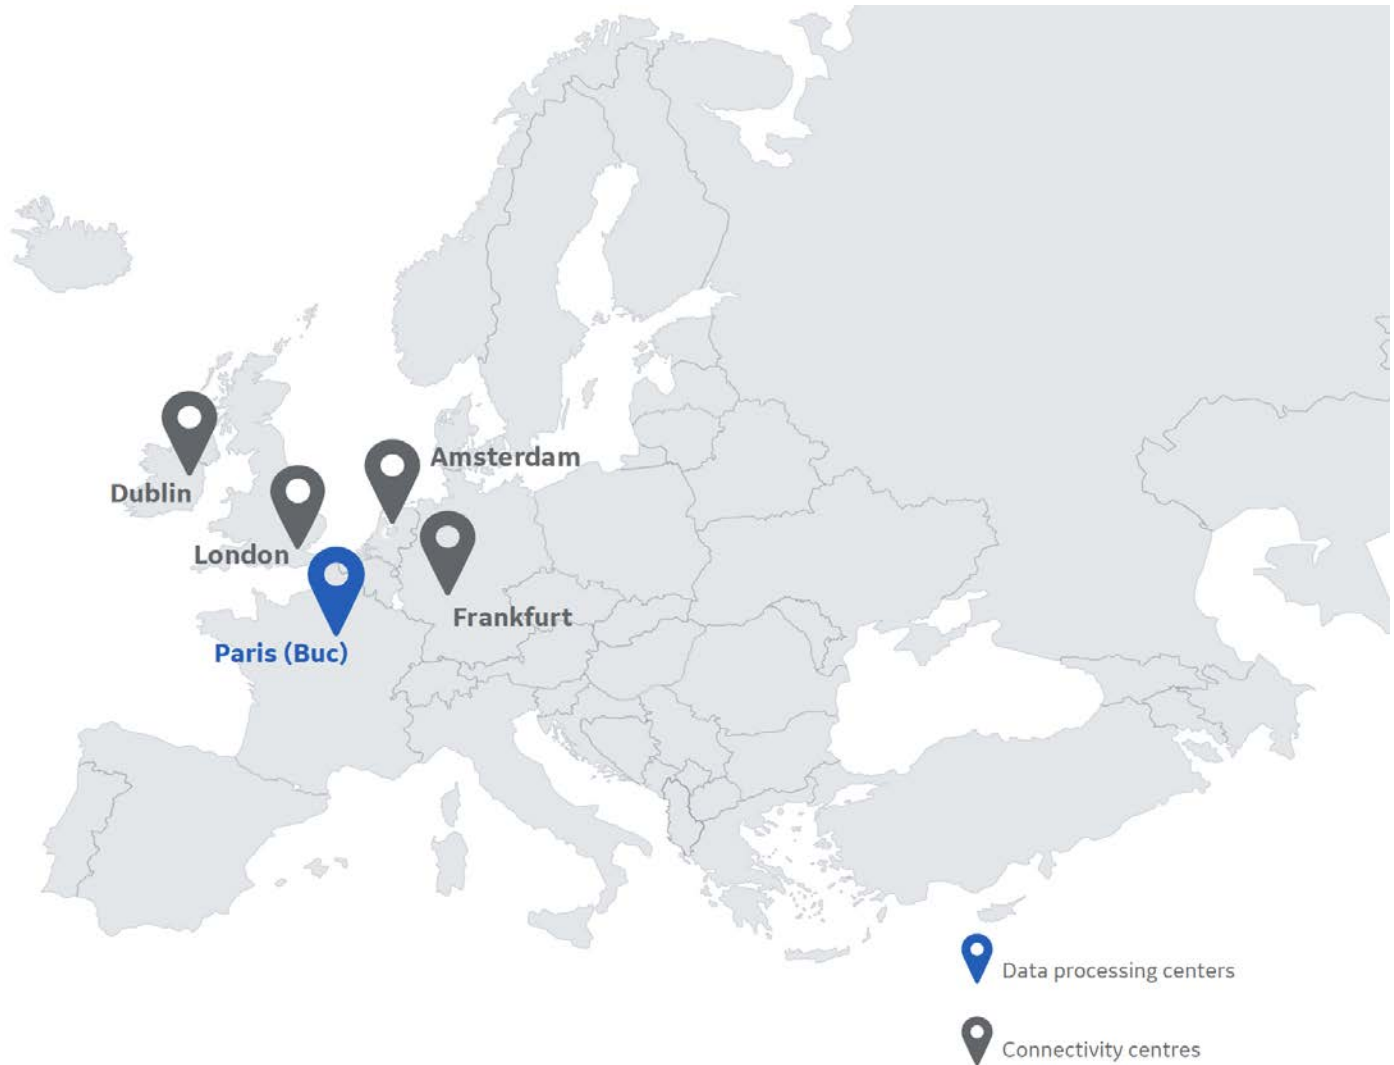 Amsterdam
Dublin
London
Frankfurt
Paris (Buc)
Data processing centers
Connectivity centres